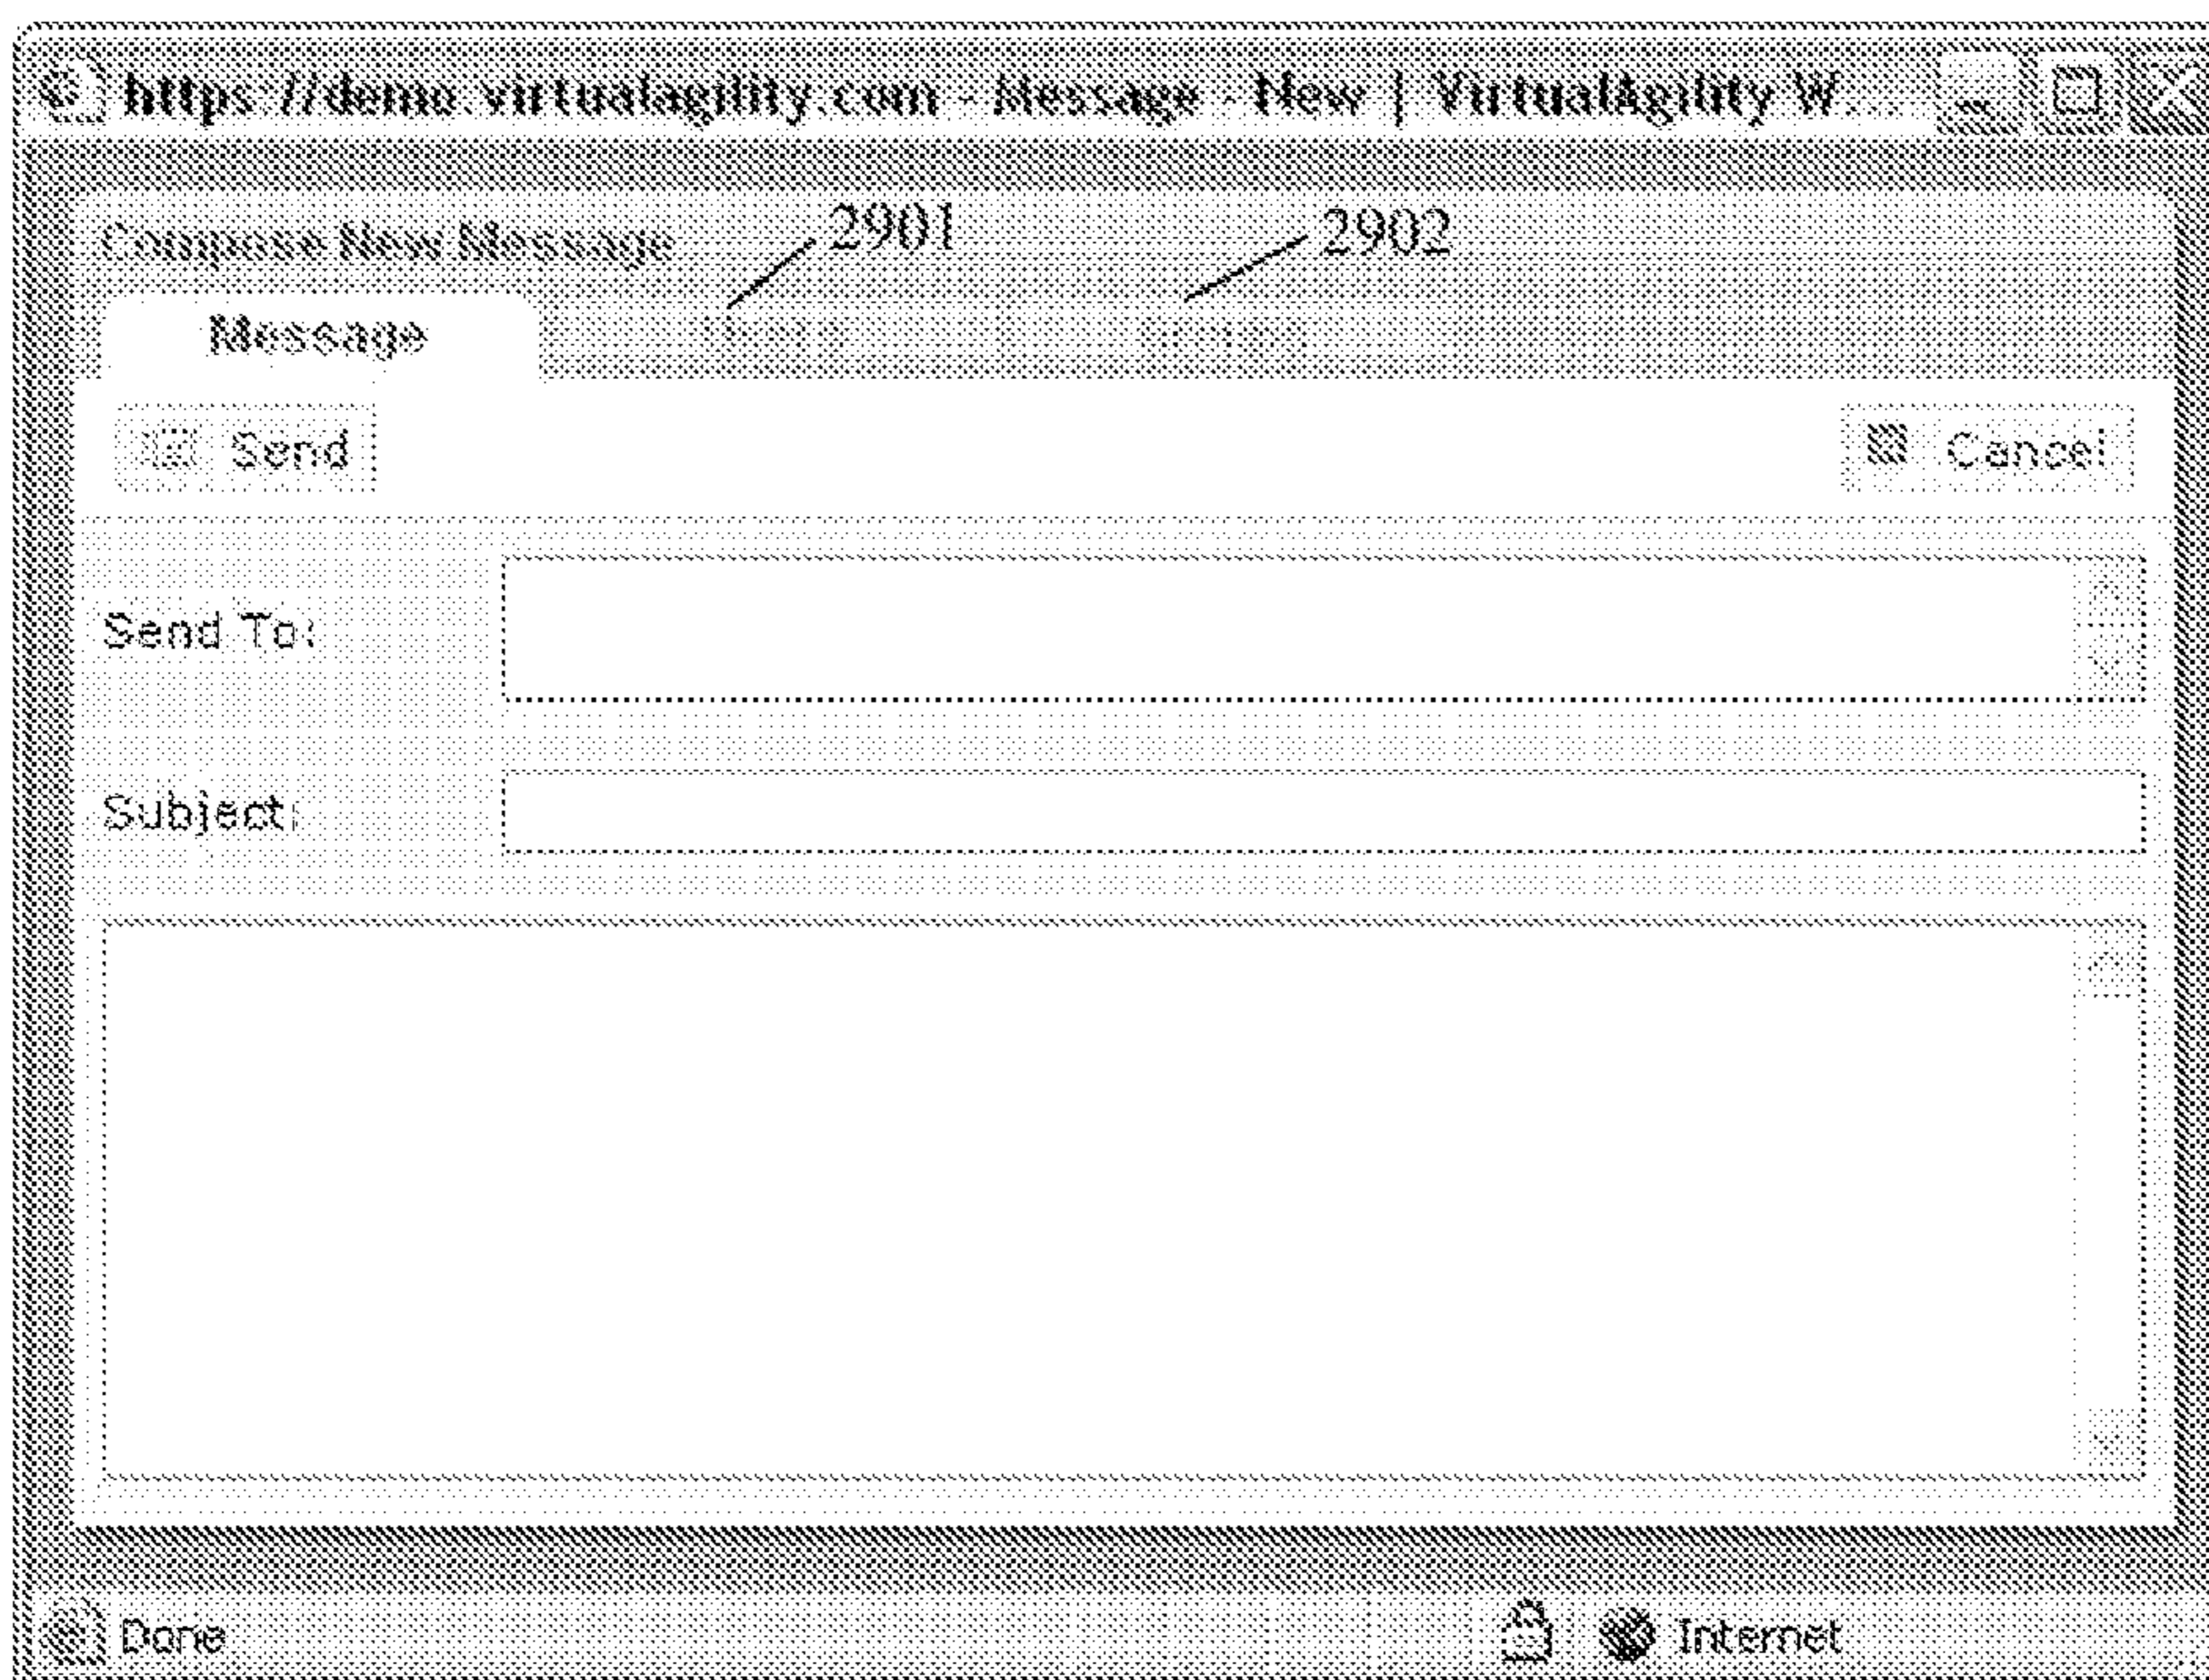 https://demo.virtualagility.com - Message - New | VirtualAgility W...
Compose New Message 2901 2902
Message
Send Cancel
Send To:
Subject:
Done Internet